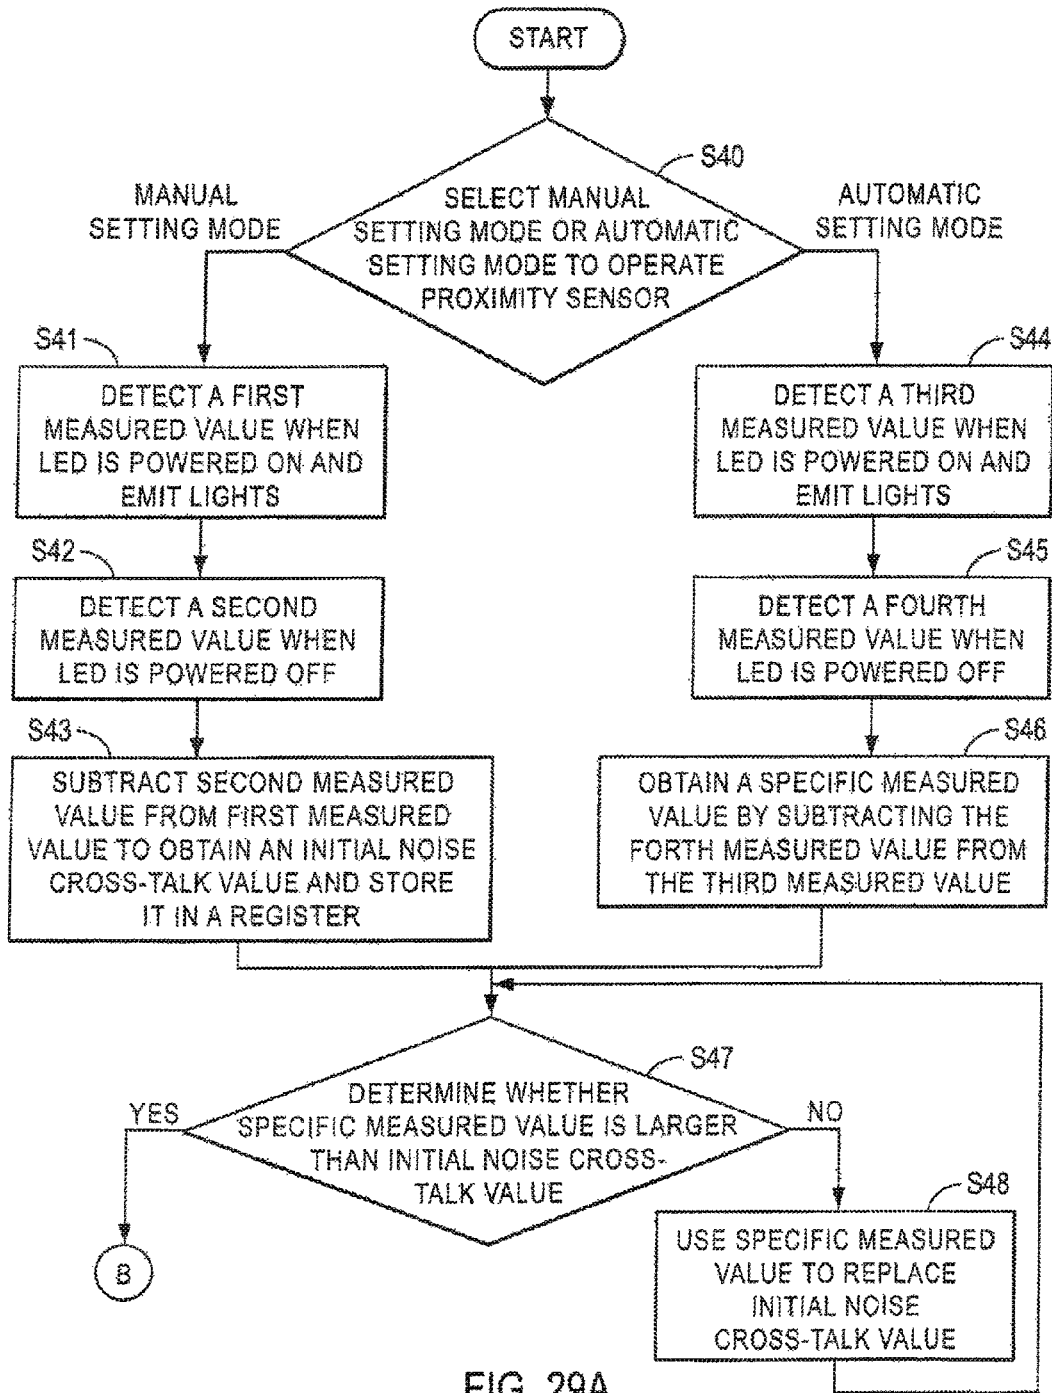 START
S40
MANUAL
SETTING MODE
SELECT MANUAL
SETTING MODE OR AUTOMATIC
SETTING MODE TO OPERATE
PROXIMITY SENSOR
AUTOMATIC
SETTING MODE
S41
DETECT A FIRST
MEASURED VALUE WHEN
LED IS POWERED ON AND
EMIT LIGHTS
S42
DETECT A SECOND
MEASURED VALUE WHEN
LED IS POWERED OFF
S43
SUBTRACT SECOND MEASURED
VALUE FROM FIRST MEASURED
VALUE TO OBTAIN AN INITIAL NOISE
CROSS-TALK VALUE AND STORE
IT IN A REGISTER
S44
DETECT A THIRD
MEASURED VALUE WHEN
LED IS POWERED ON AND
EMIT LIGHTS
S45
DETECT A FOURTH
MEASURED VALUE WHEN
LED IS POWERED OFF
S46
OBTAIN A SPECIFIC MEASURED
VALUE BY SUBTRACTING THE
FORTH MEASURED VALUE FROM
THE THIRD MEASURED VALUE
S47
YES
DETERMINE WHETHER
SPECIFIC MEASURED VALUE IS LARGER
THAN INITIAL NOISE CROSS-
TALK VALUE
NO
B
S48
USE SPECIFIC MEASURED
VALUE TO REPLACE
INITIAL NOISE
CROSS-TALK VALUE
FIG. 29A